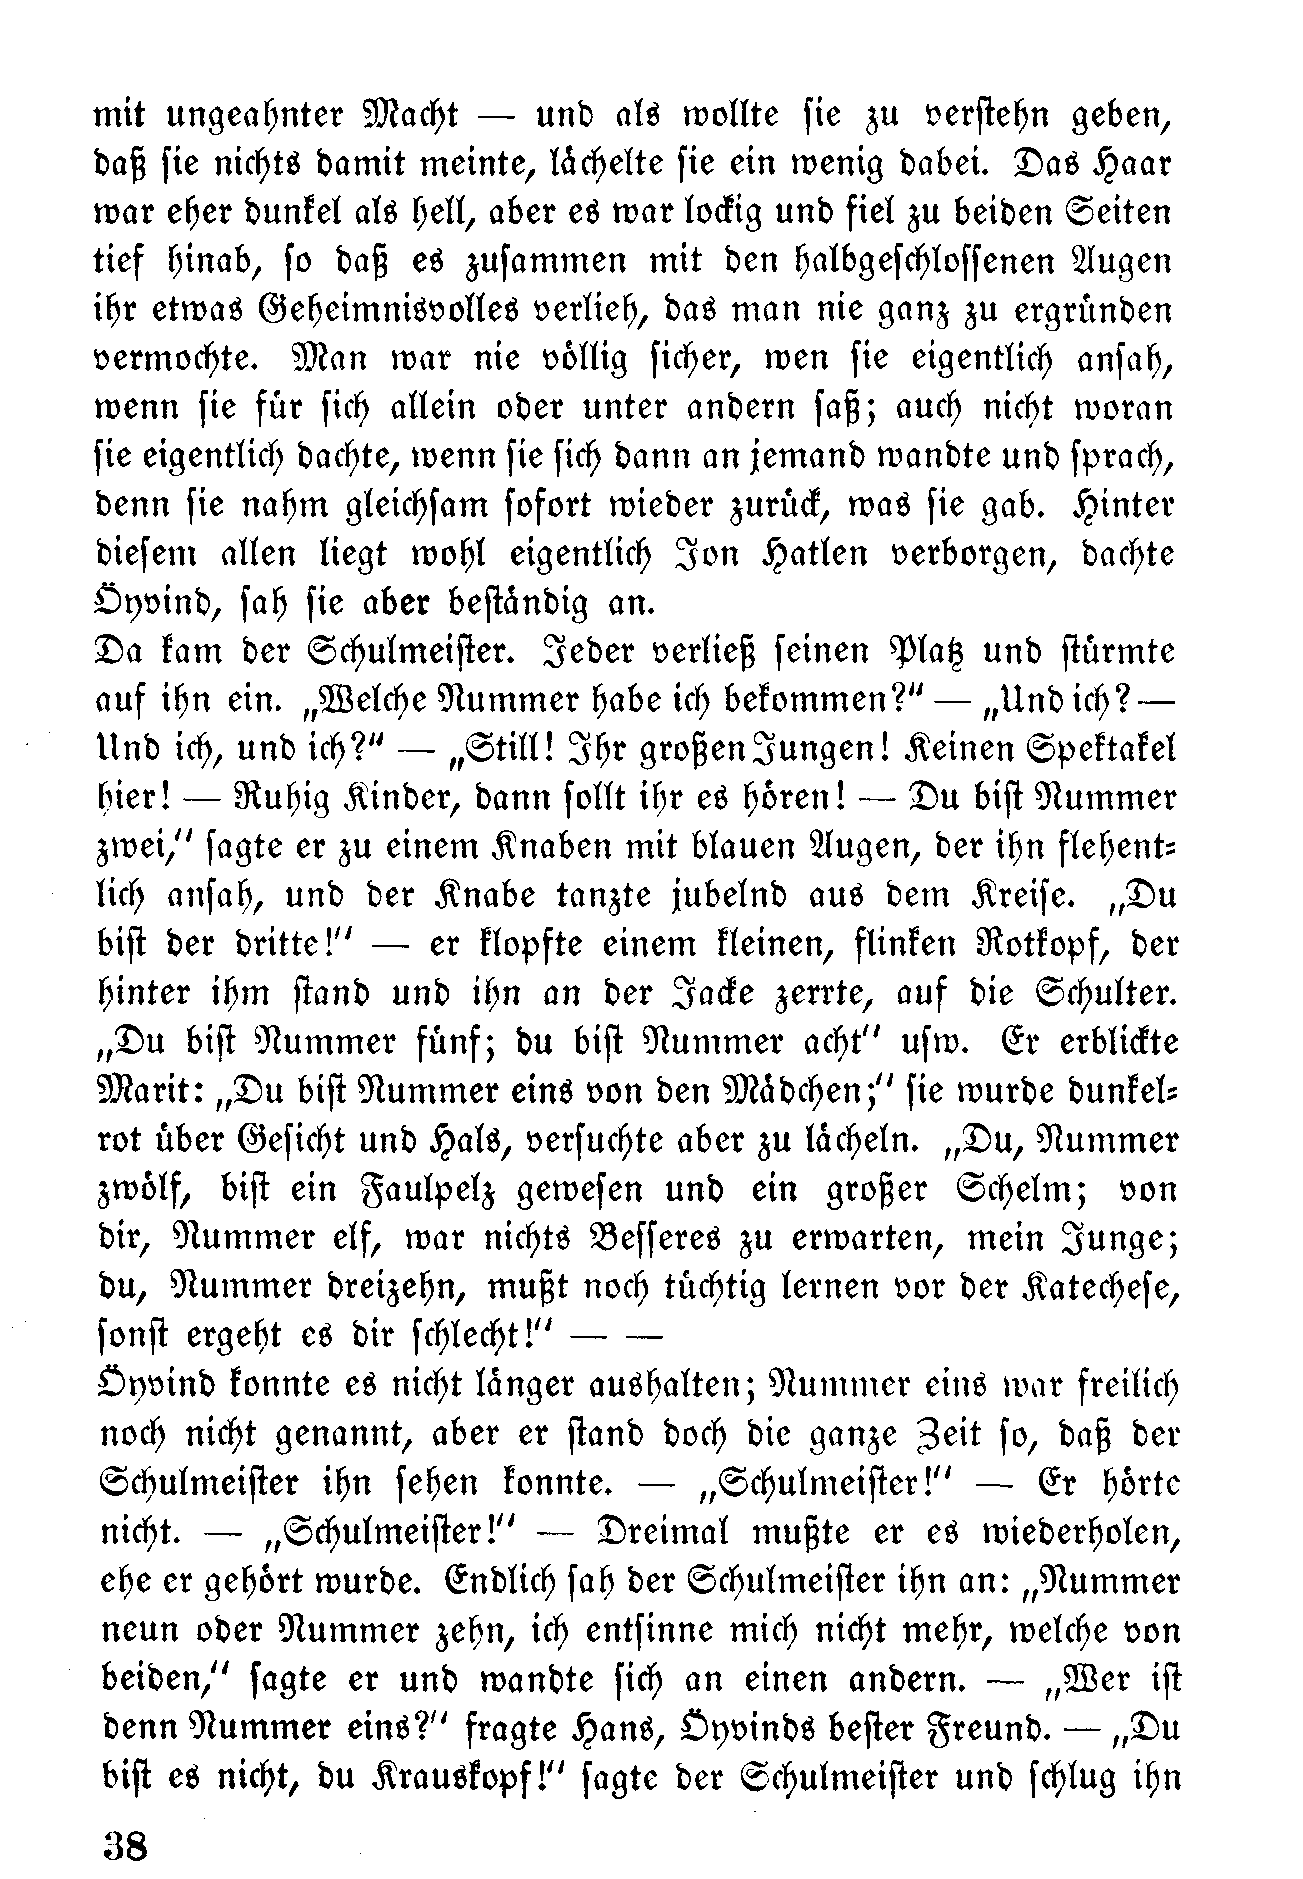 mit ungeahnter Macht — und als wollte sie zu verstehn geben,
daß sie nichts damit meinte, lächelte sie ein wenig dabei. Das Haar
war eher dunkel als hell, aber es war lockig und fiel zu beiden Seiten
tief hinab, so daß es zusammen mit den halbgeschlossenen Augen
ihr etwas Geheimnisvolles verlieh, das man nie ganz zu ergründen
vermochte. Man war nie völlig sicher, wen sie eigentlich ansah,
wenn sie für sich allein oder unter andern saß; auch nicht woran
sie eigentlich dachte, wenn sie sich dann an jemand wandte und sprach,
denn sie nahm gleichsam sofort wieder zurück, was sie gab. Hinter
diesem allen liegt wohl eigentlich Jon Hatlen verborgen, dachte
Öyvind, sah sie aber beständig an.
Da kam der Schulmeister. Jeder verließ seinen Platz und stürmte
auf ihn ein. „Welche Nummer habe ich bekommen?“ — „Und ich? —
Und ich, und ich?“ — „Still! Ihr großen Jungen! Keinen Spektakel
hier! — Ruhig Kinder, dann sollt ihr es hören! — Du bist Nummer
zwei,“ sagte er zu einem Knaben mit blauen Augen, der ihn flehent-
lich ansah, und der Knabe tanzte jubelnd aus dem Kreise. „Du
bist der dritte!“ — er klopfte einem kleinen, flinken Rotkopf, der
hinter ihm stand und ihn an der Jacke zerrte, auf die Schulter.
„Du bist Nummer fünf; du bist Nummer acht“ usw. Er erblickte
Marit: „Du bist Nummer eins von den Mädchen;“ sie wurde dunkel-
rot über Gesicht und Hals, versuchte aber zu lächeln. „Du, Nummer
zwölf, bist ein Faulpelz gewesen und ein großer Schelm; von
dir, Nummer elf, war nichts Besseres zu erwarten, mein Junge;
du, Nummer dreizehn, mußt noch tüchtig lernen vor der Katechese,
sonst ergeht es dir schlecht!“ — —
Öyvind konnte es nicht länger aushalten; Nummer eins war freilich
noch nicht genannt, aber er stand doch die ganze Zeit so, daß der
Schulmeister ihn sehen konnte. — „Schulmeister!“ — Er hörte
nicht. — „Schulmeister!“ — Dreimal mußte er es wiederholen,
ehe er gehört wurde. Endlich sah der Schulmeister ihn an: „Nummer
neun oder Nummer zehn, ich entsinne mich nicht mehr, welche von
beiden,“ sagte er und wandte sich an einen andern. — „Wer ist
denn Nummer eins?“ fragte Hans, Öyvinds bester Freund. — „Du
bist es nicht, du Krauskopf!“ sagte der Schulmeister und schlug ihn
38